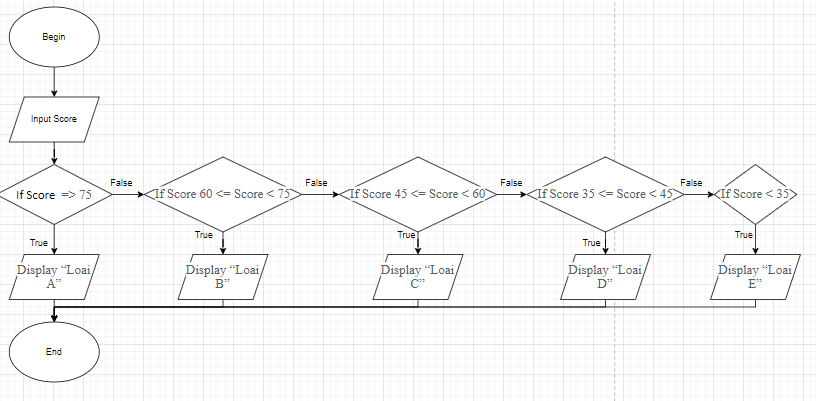 Begin
Input Score
If Score => 75
False
If Score 60 <= Score < 75
False
If Score 45 <= Score < 60
False
If Score 35 <= Score < 45
False
If Score < 35
True
True
True
True
True
Display “Loai
A”
Display “Loai
B”
Display “Loai
C”
Display “Loai
D”
Display “Loai
E”
End